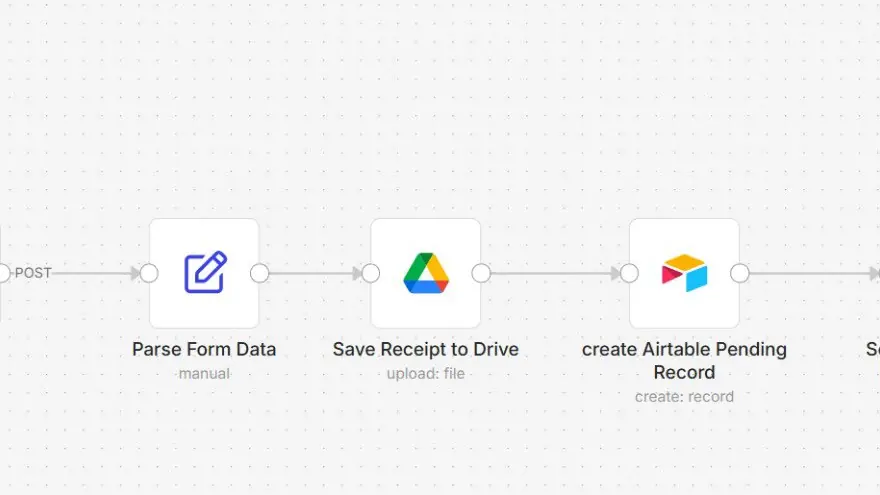 POST
Parse Form Data
manual
Save Receipt to Drive
upload: file
create Airtable Pending
Record
create: record